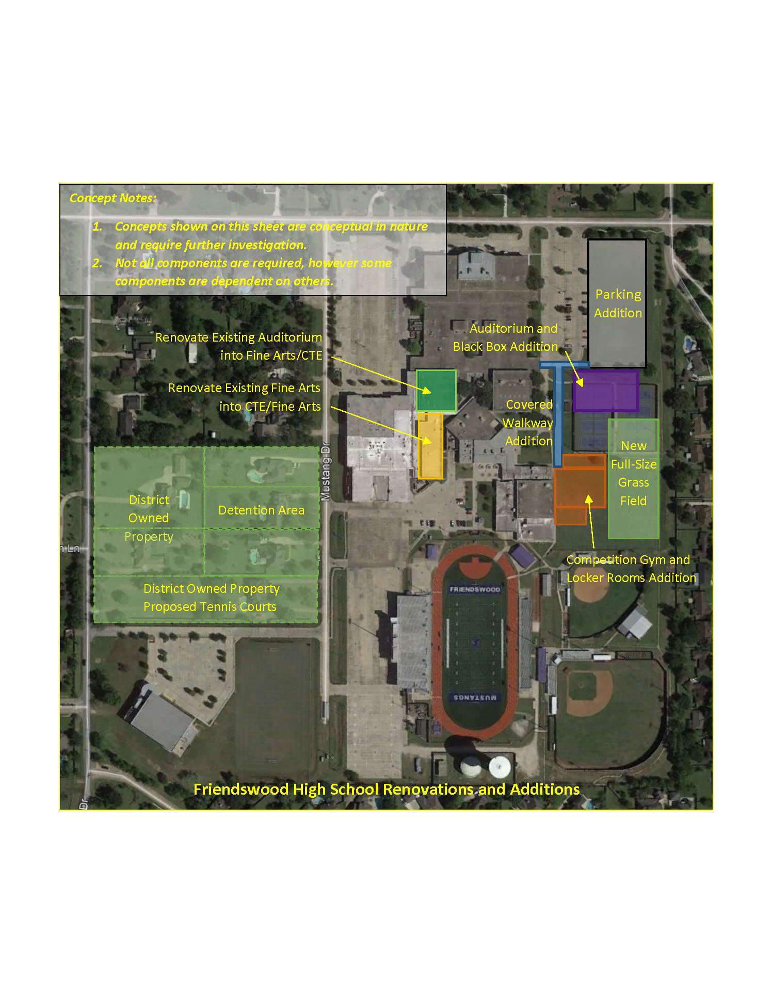 Concept Notes:
1. Concepts shown on this sheet are conceptual in nature
and require further investigation.
2. Not all components are required, however some
components are dependent on others.
Parking
Addition
Auditorium and
Black Box Addition
Renovate Existing Auditorium
into Fine Arts/CTE
Renovate Existing Fine Arts
into CTE/Fine Arts
Covered
Walkway
Addition
New
Full-Size
Grass
Field
Mustang Dr
District
Owned
Property
Detention Area
n Ln
Competition Gym and
Locker Rooms Addition
District Owned Property
Proposed Tennis Courts
FRIENDSWOOD
MUSTANGS
Friendswood High School Renovations and Additions
Dr